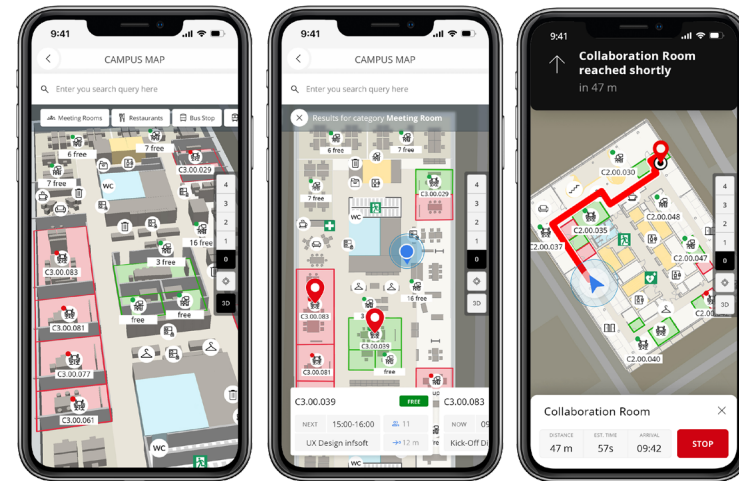 9:41
CAMPUS MAP
Enter you search query here
Meeting Rooms
Restaurants
Bus Stop
6 free
7 free
C3.00.029
7 free
WC
4
3
2
1
0
3D
16 free
3 free
C3.00.083
free
free
C3.00.081
C3.00.077
C3.00.061
WC
9:41
CAMPUS MAP
Enter you search query here
Results for category Meeting Room
6 free
7 free
7 free
C3.00.029
WC
4
3
2
1
0
3D
16 free
3
C3.00.083
C3.00.039
C3.00.081
free
C3.00.039
FREE
C3.00.083
NEXT
15:00-16:00
11
NOW
09
UX Design infsoft
12 m
Kick-Off Di
WC
9:41
Collaboration Room
reached shortly
in 47 m
C2.00.030
4
3
2
1
0
3D
C2.00.048
C2.00.035
C2.00.037
C2.00.047
C2.00
C2.00.040
Collaboration Room
DISTANCE
47 m
EST. TIME
57s
ARRIVAL
09:42
STOP